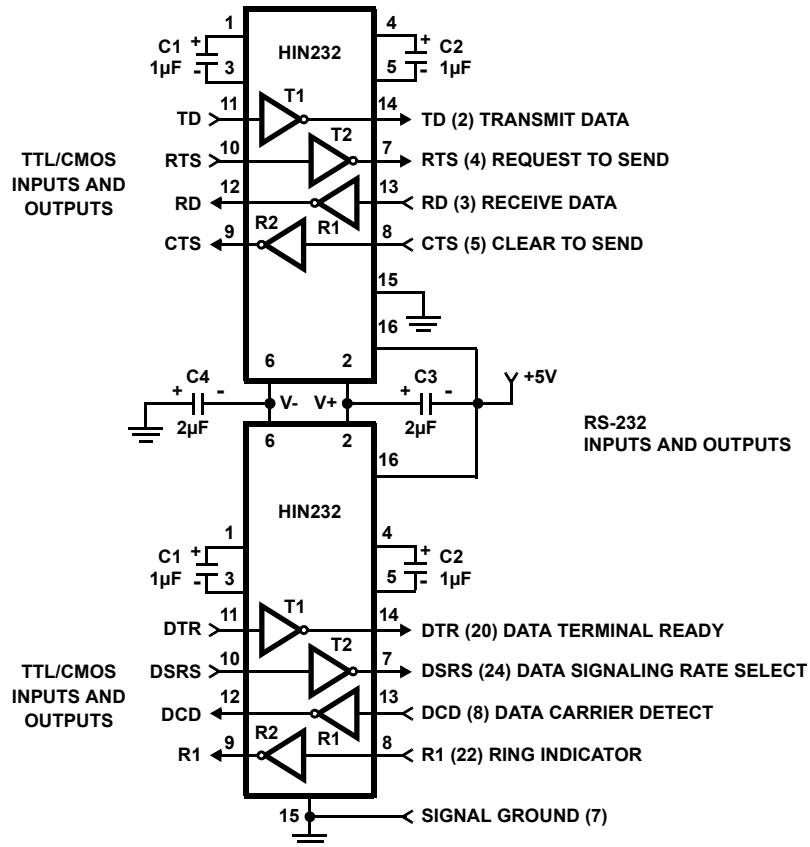 1 4
C1 + HIN232 + C2
1µF - 3 5 - 1µF
T1
11 14
TD TD (2) TRANSMIT DATA
T2
10 7
TTL/CMOS RTS RTS (4) REQUEST TO SEND
INPUTS AND 12 13
OUTPUTS RD RD (3) RECEIVE DATA
R2 R1
9 8
CTS CTS (5) CLEAR TO SEND
15
16
6 2
C4 C3 +5V
+ - V- V+ + -
2µF 2µF RS-232
6 2 INPUTS AND OUTPUTS
16
HIN232
1 4
C1 + + C2
1µF - 3 5 - 1µF
T1
11 14
DTR DTR (20) DATA TERMINAL READY
T2
10 7
TTL/CMOS DSRS DSRS (24) DATA SIGNALING RATE SELECT
INPUTS AND 12 13
OUTPUTS DCD DCD (8) DATA CARRIER DETECT
R2 R1
9 8
R1 R1 (22) RING INDICATOR
15 SIGNAL GROUND (7)